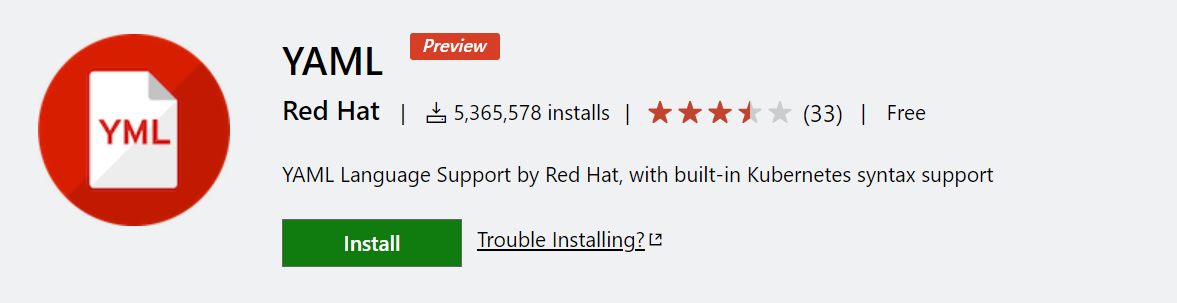 YML
YAML Preview
Red Hat | 5,365,578 installs | (33) | Free
YAML Language Support by Red Hat, with built-in Kubernetes syntax support
Install Trouble Installing?